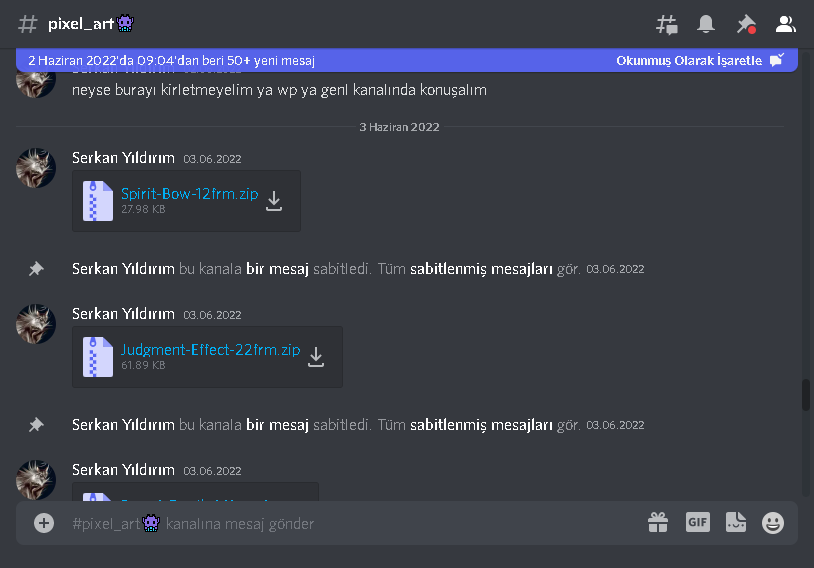 # pixel_art
2 Haziran 2022'da 09:04'dan beri 50+ yeni mesaj
Okunmuş Olarak İşaretle
neyse burayı kirletmeyelim ya wp ya genl kanalında konuşalım
3 Haziran 2022
Serkan Yıldırım 03.06.2022
Spirit-Bow-12frm.zip
27.98 KB
Serkan Yıldırım bu kanala bir mesaj sabitledi. Tüm sabitlenmiş mesajları gör. 03.06.2022
Serkan Yıldırım 03.06.2022
Judgment-Effect-22frm.zip
61.89 KB
Serkan Yıldırım bu kanala bir mesaj sabitledi. Tüm sabitlenmiş mesajları gör. 03.06.2022
Serkan Yıldırım 03.06.2022
#pixel_art kanalına mesaj gönder
GIF